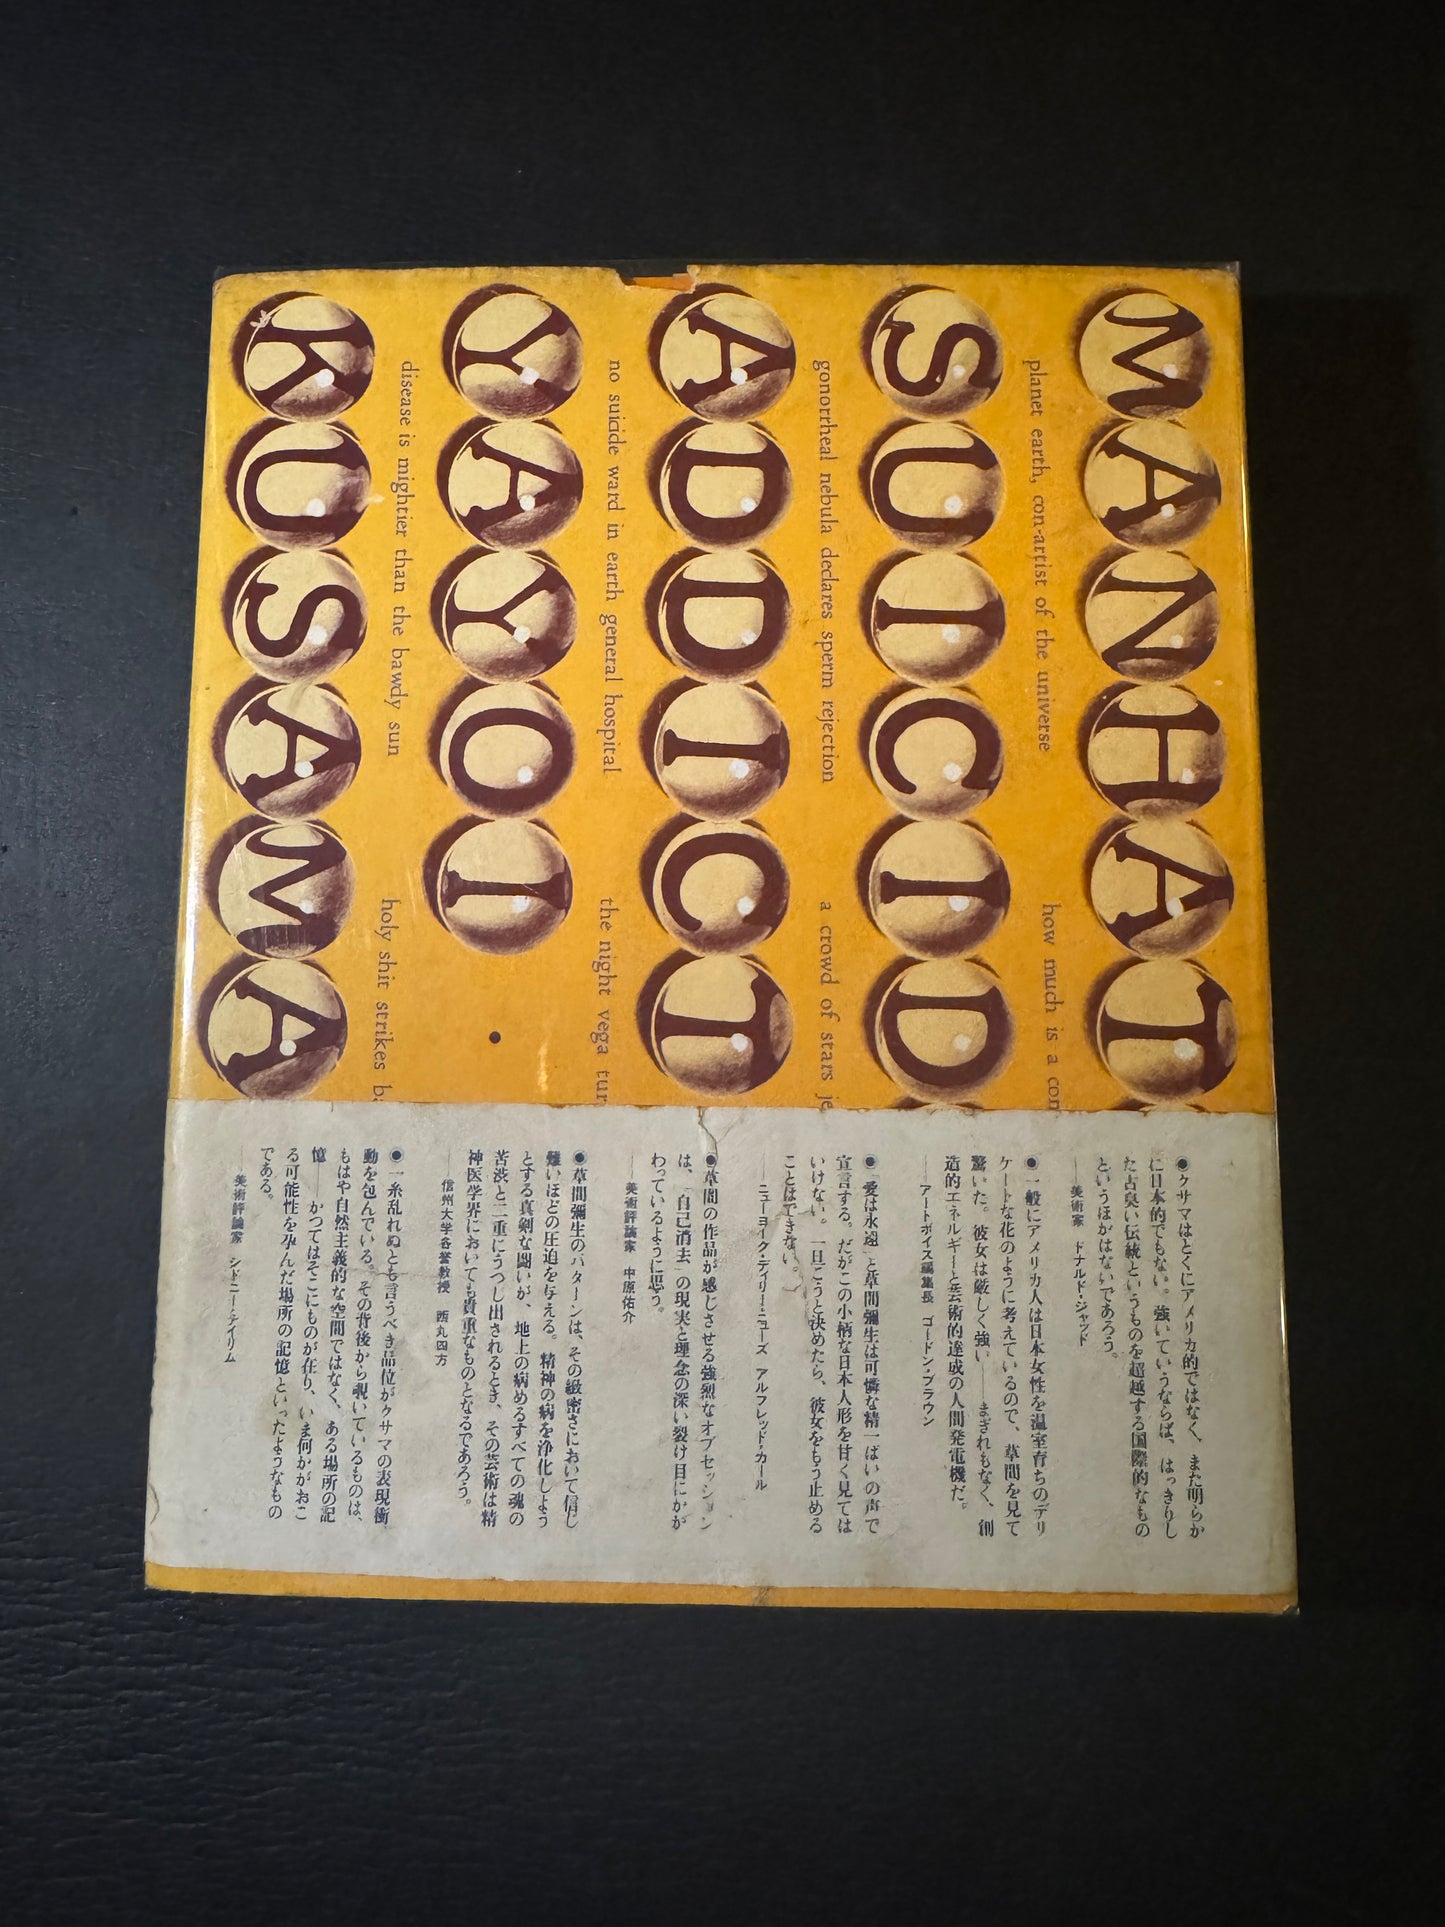 MANHAT
planet earth, con-artist of the universe
how much is a con
SUICID
gonorrheal nebula declares sperm rejection
a crowd of stars je
ADDICT
no suicide ward in earth general hospital
the night vega tur
YAYOI
disease is mightier than the bawdy sun
holy shit strikes ba
KUSAMA
●クサマはとくにアメリカ的ではなく、また明らか
に日本的でもない。強いていうならば、はっきりし
た古臭い伝統というものを超越する国際的なもの
というほがはないであろう。
——美術家 ドナルド・ジャッド
●一般にアメリカ人は日本女性を温室育ちのデリ
ケートな花のように考えているので、草間を見て
驚いた。彼女は厳しく強い——まぎれもなく、創
造的エネルギーと芸術的達成の人間発電機だ。
——アートボイス編集長 ゴードン・ブラウン
●「愛は永遠」と草間彌生は可憐な精一ぱいの声で
宣言する。だがこの小柄な日本人形を甘く見ては
いけない。一旦こうと決めたら、彼女をもう止める
ことはできない。
——ニューヨーク・デイリー・ニューズ アルフレッド・カール
●草間の作品が感じさせる強烈なオブセッション
は、「自己消去」の現実と理念の深い裂け目にかか
わっているように思う。
——美術評論家 中原佑介
●草間彌生のパターンは、その緻密さにおいて信じ
難いほどの圧迫を与える。精神の病を浄化しよう
とする真剣な闘いが、地上の病めるすべての魂の
苦渋と二重にうつし出されるとき、その芸術は精
神医学界においても貴重なものとなるであろう。
——信州大学名誉教授 西丸四方
●一糸乱れぬとも言うべき品位がクサマの表現衝
動を包んでいる。その背後から覗いているものは、
もはや自然主義的な空間ではなく、ある場所の記
憶——かつてはそこにものが在り、いま何かがおこ
る可能性を孕んだ場所の記憶といったようなもの
である。
——美術評論家 シドニー・テイリム